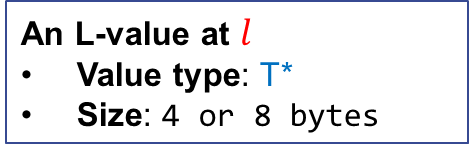 An L-value at l
• Value type: T*
• Size: 4 or 8 bytes